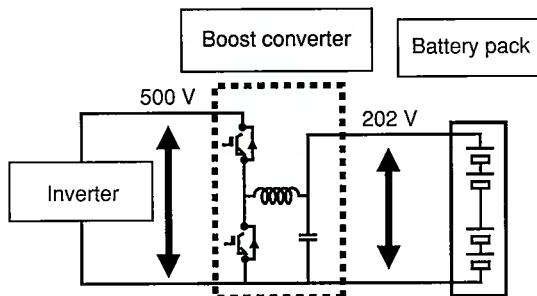 Boost converter
Battery pack
500 V
202 V
Inverter